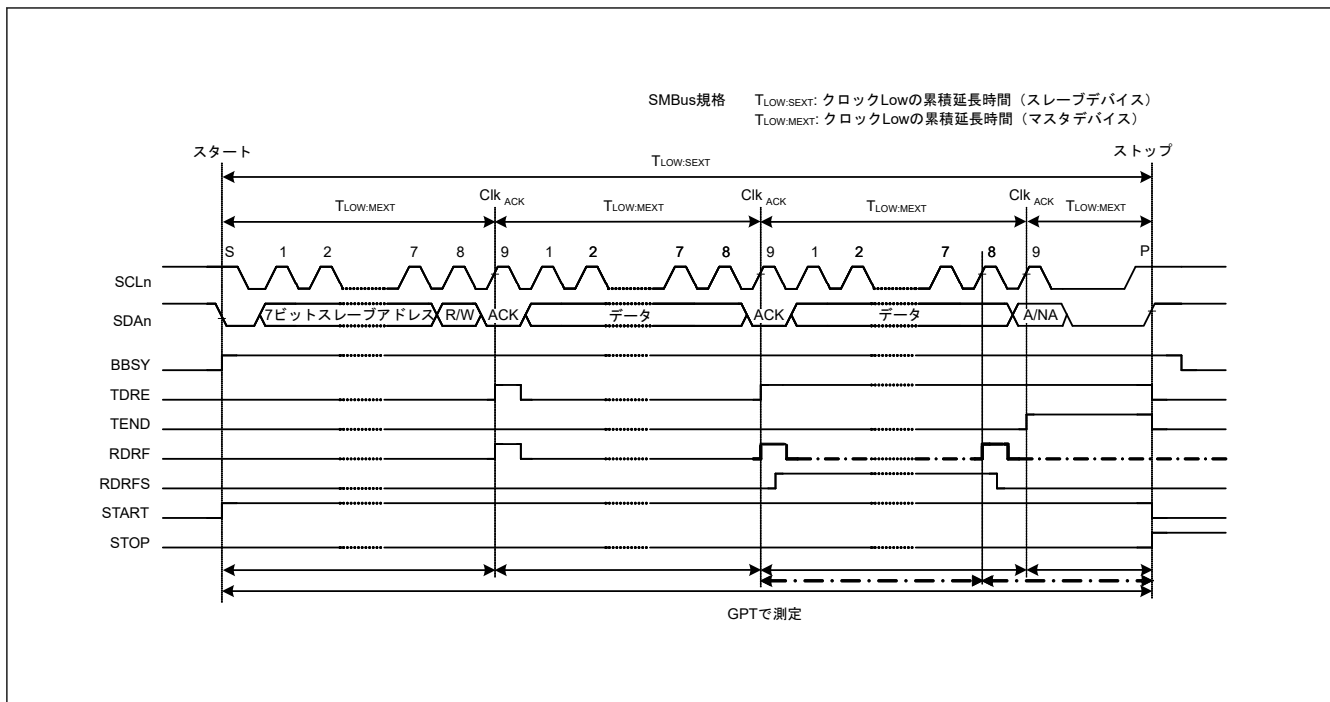 SMBus規格 TLOW:SEXT: クロックLowの累積延長時間（スレーブデバイス）
TLOW:MEXT: クロックLowの累積延長時間（マスタデバイス）
スタート
ストップ
TLOW:SEXT
Clk ACK Clk ACK Clk ACK
TLOW:MEXT TLOW:MEXT TLOW:MEXT TLOW:MEXT
S 1 2 7 8 9 1 2 7 8 9 1 2 7 8 9 P
SCLn
SDAn 7ビットスレーブアドレス R/W ACK データ ACK データ A/NA
BBSY
TDRE
TEND
RDRF
RDRFS
START
STOP
GPTで測定